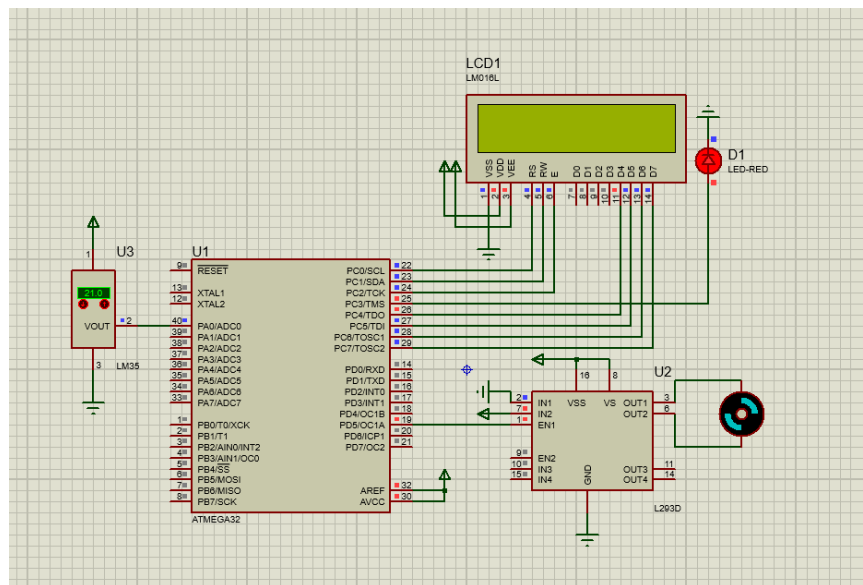 LCD1
LM016L
VSS VDD VEE RS RW E D0 D1 D2 D3 D4 D5 D6 D7
1 2 3 4 5 6 7 8 9 10 11 12 13 14
D1
LED-RED
U3
1
21.0
VOUT 2
3
LM35
U1
9 RESET PC0/SCL 22
PC1/SDA 23
13 XTAL1 PC2/TCK 24
12 XTAL2 PC3/TMS 25
PC4/TDO 26
40 PA0/ADC0 PC5/TDI 27
39 PA1/ADC1 PC6/TOSC1 28
38 PA2/ADC2 PC7/TOSC2 29
37 PA3/ADC3
36 PA4/ADC4 PD0/RXD 14
35 PA5/ADC5 PD1/TXD 15
34 PA6/ADC6 PD2/INT0 16
33 PA7/ADC7 PD3/INT1 17
PD4/OC1B 18
1 PB0/T0/XCK PD5/OC1A 19
2 PB1/T1 PD6/ICP1 20
3 PB2/AIN0/INT2 PD7/OC2 21
4 PB3/AIN1/OC0
5 PB4/SS
6 PB5/MOSI
7 PB6/MISO AREF 32
8 PB7/SCK AVCC 30
ATMEGA32
U2
16 8
VSS VS
2 IN1 OUT1 3
7 IN2 OUT2 6
1 EN1
9 EN2
10 IN3 OUT3 11
15 IN4 OUT4 14
GND
L293D